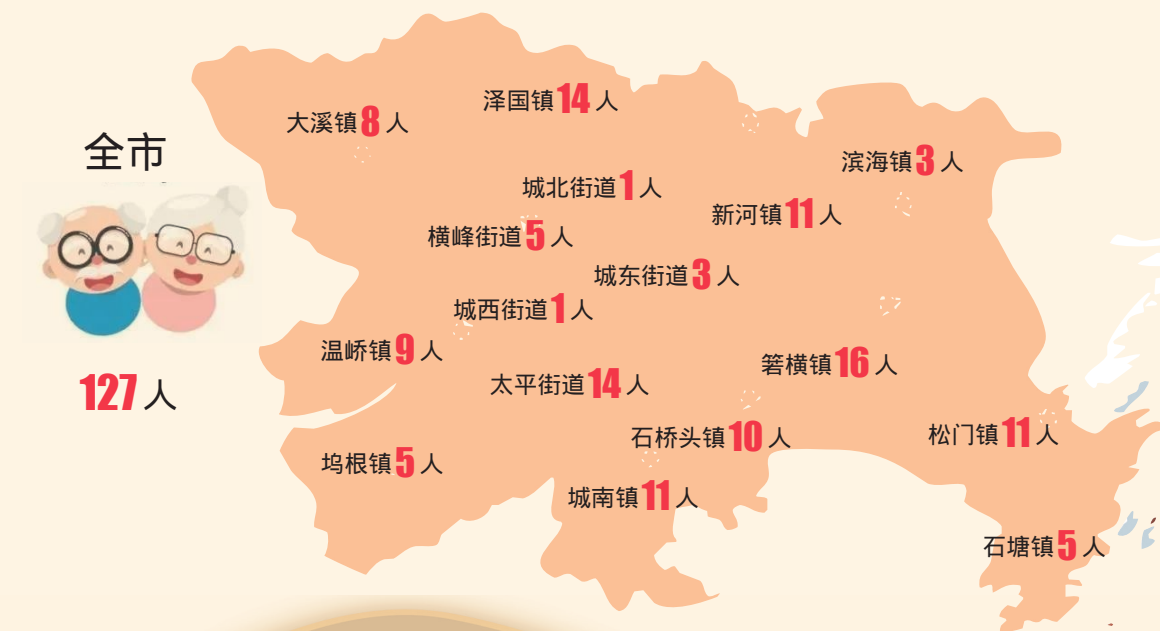 全市
127人
泽国镇14人
大溪镇8人
滨海镇3人
城北街道1人
新河镇11人
横峰街道5人
城东街道3人
城西街道1人
温峤镇9人
箬横镇16人
太平街道14人
松门镇11人
石桥头镇10人
坞根镇5人
城南镇11人
石塘镇5人